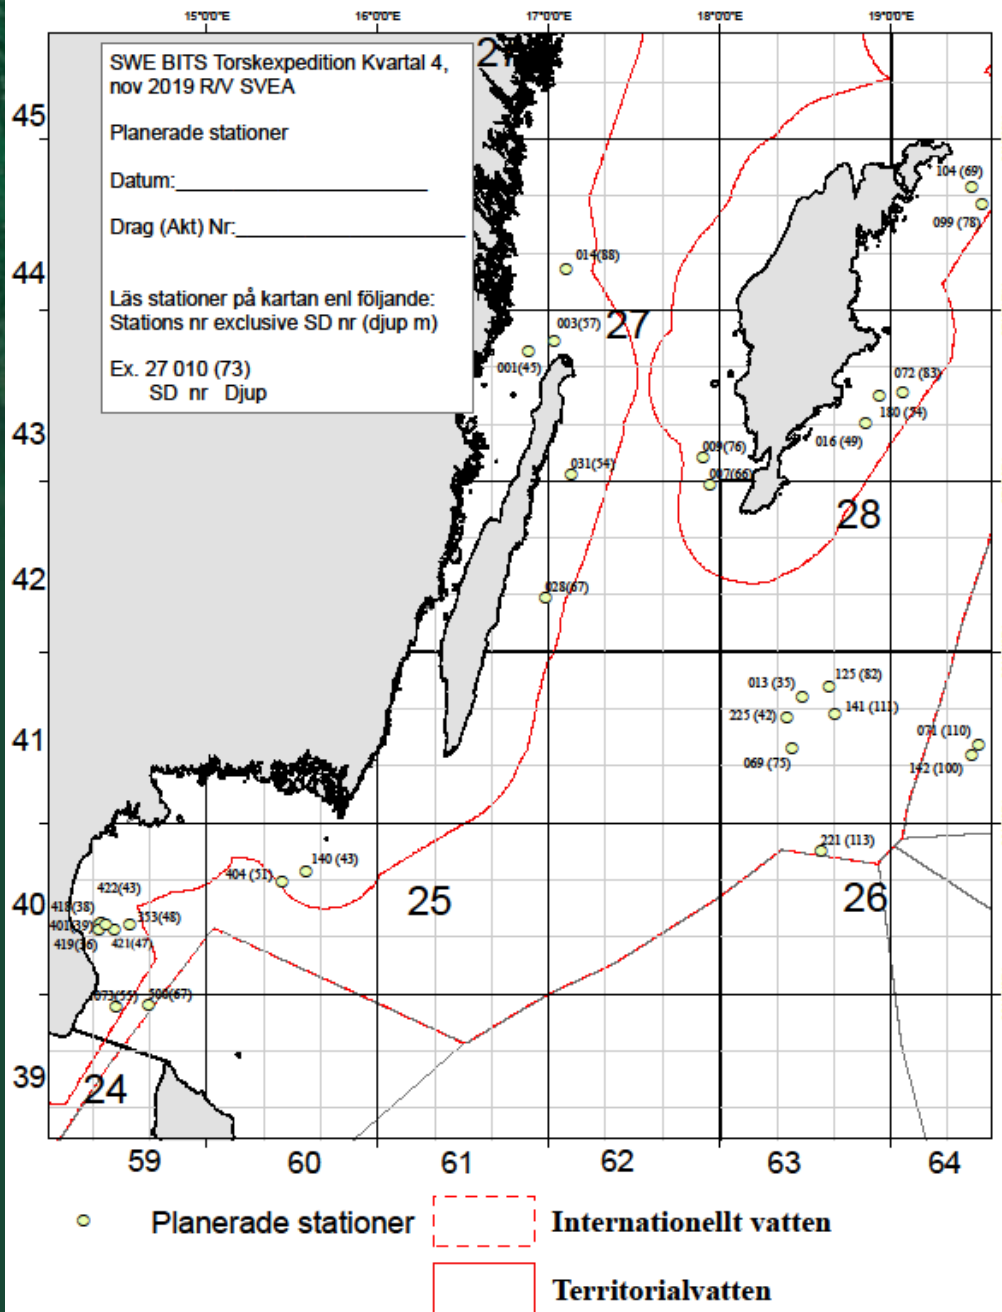 15°0'0"E 16°0'0"E 17°0'0"E 18°0'0"E 19°0'0"E
SWE BITS Torskexpedition Kvartal 4,
nov 2019 R/V SVEA
Planerade stationer
Datum:
Drag (Akt) Nr:
Läs stationer på kartan enl följande:
Stations nr exclusive SD nr (djup m)
Ex. 27 010 (73)
SD nr Djup
45
104 (69)
099 (78)
44
014(88)
003(57)
27
001(45)
072 (83)
180 (54)
43
016 (49)
009(76)
031(54)
007(66)
28
42
028(67)
125 (82)
013 (35)
225 (42)
141 (111)
41
071 (110)
069 (75)
142 (100)
221 (113)
140 (43)
404 (51)
422(43)
40
25
26
418(38)
401(39)
353(48)
419(36)
421(47)
39
24
59 60 61 62 63 64
Planerade stationer
Internationellt vatten
Territorialvatten